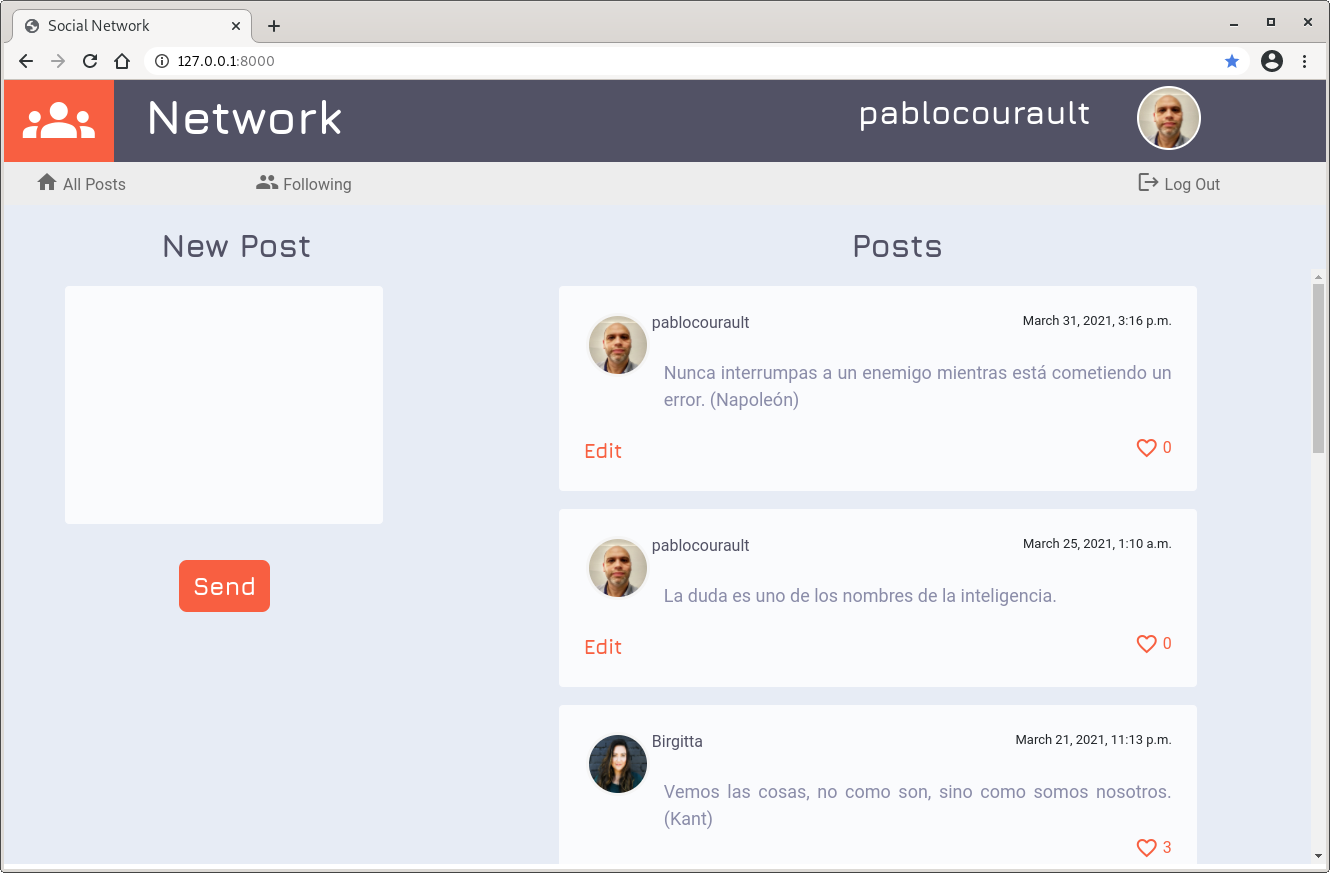 Social Network
127.0.0.1:8000
Network
pablocourault
All Posts
Following
Log Out
New Post
Send
Posts
pablocourault
March 31, 2021, 3:16 p.m.
Nunca interrumpas a un enemigo mientras está cometiendo un
error. (Napoleón)
Edit
0
pablocourault
March 25, 2021, 1:10 a.m.
La duda es uno de los nombres de la inteligencia.
Edit
0
Birgitta
March 21, 2021, 11:13 p.m.
Vemos las cosas, no como son, sino como somos nosotros.
(Kant)
3